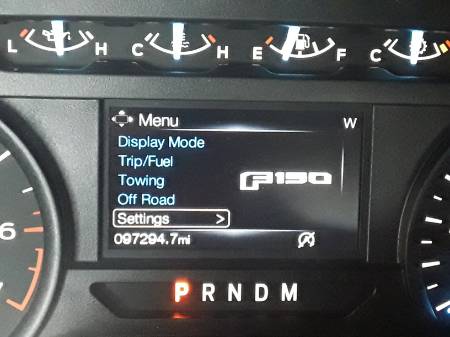 L H C H E F C
Menu W
Display Mode
Trip/Fuel
Towing
F150
Off Road
Settings >
097294.7mi
6
P R N D M